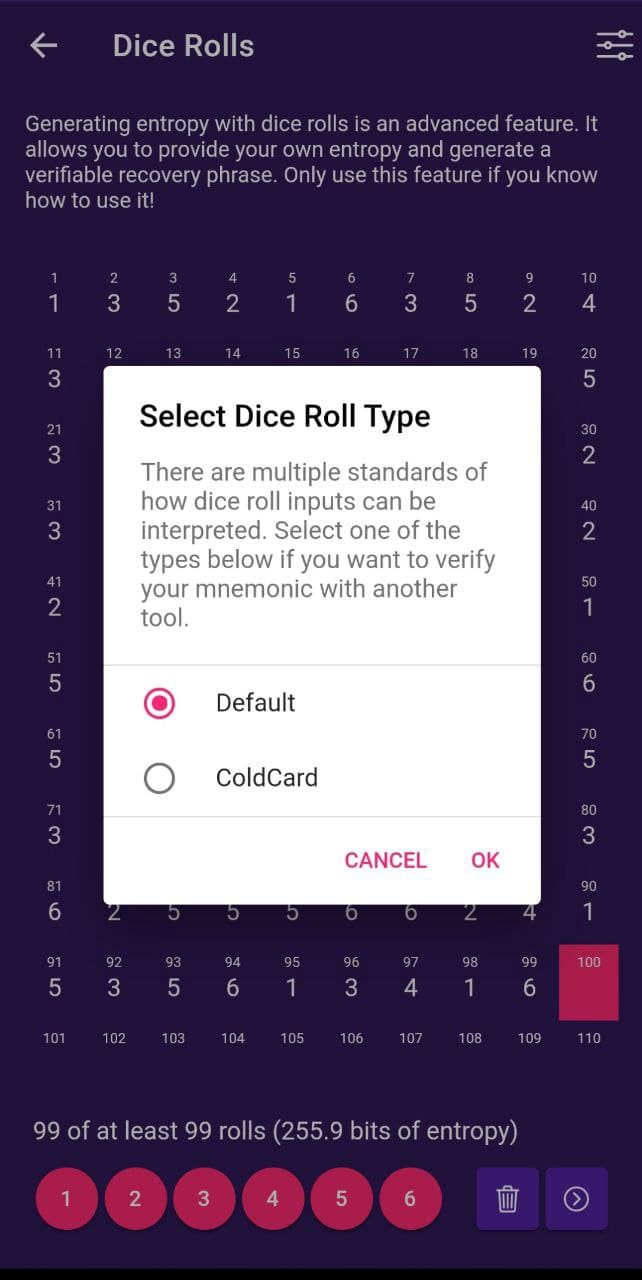 Dice Rolls
Generating entropy with dice rolls is an advanced feature. It
allows you to provide your own entropy and generate a
verifiable recovery phrase. Only use this feature if you know
how to use it!
1 2 3 4 5 6 7 8 9 10
1 3 5 2 1 6 3 5 2 4
11 12 13 14 15 16 17 18 19 20
3 5
21 30
3 2
31 40
3 2
41 50
2 1
51 60
5 6
61 70
5 5
71 80
3 3
81 90
6 2 5 5 5 6 6 2 4 1
91 92 93 94 95 96 97 98 99 100
5 3 5 6 1 3 4 1 6
101 102 103 104 105 106 107 108 109 110
Select Dice Roll Type
There are multiple standards of
how dice roll inputs can be
interpreted. Select one of the
types below if you want to verify
your mnemonic with another
tool.
Default
ColdCard
CANCEL OK
99 of at least 99 rolls (255.9 bits of entropy)
1 2 3 4 5 6